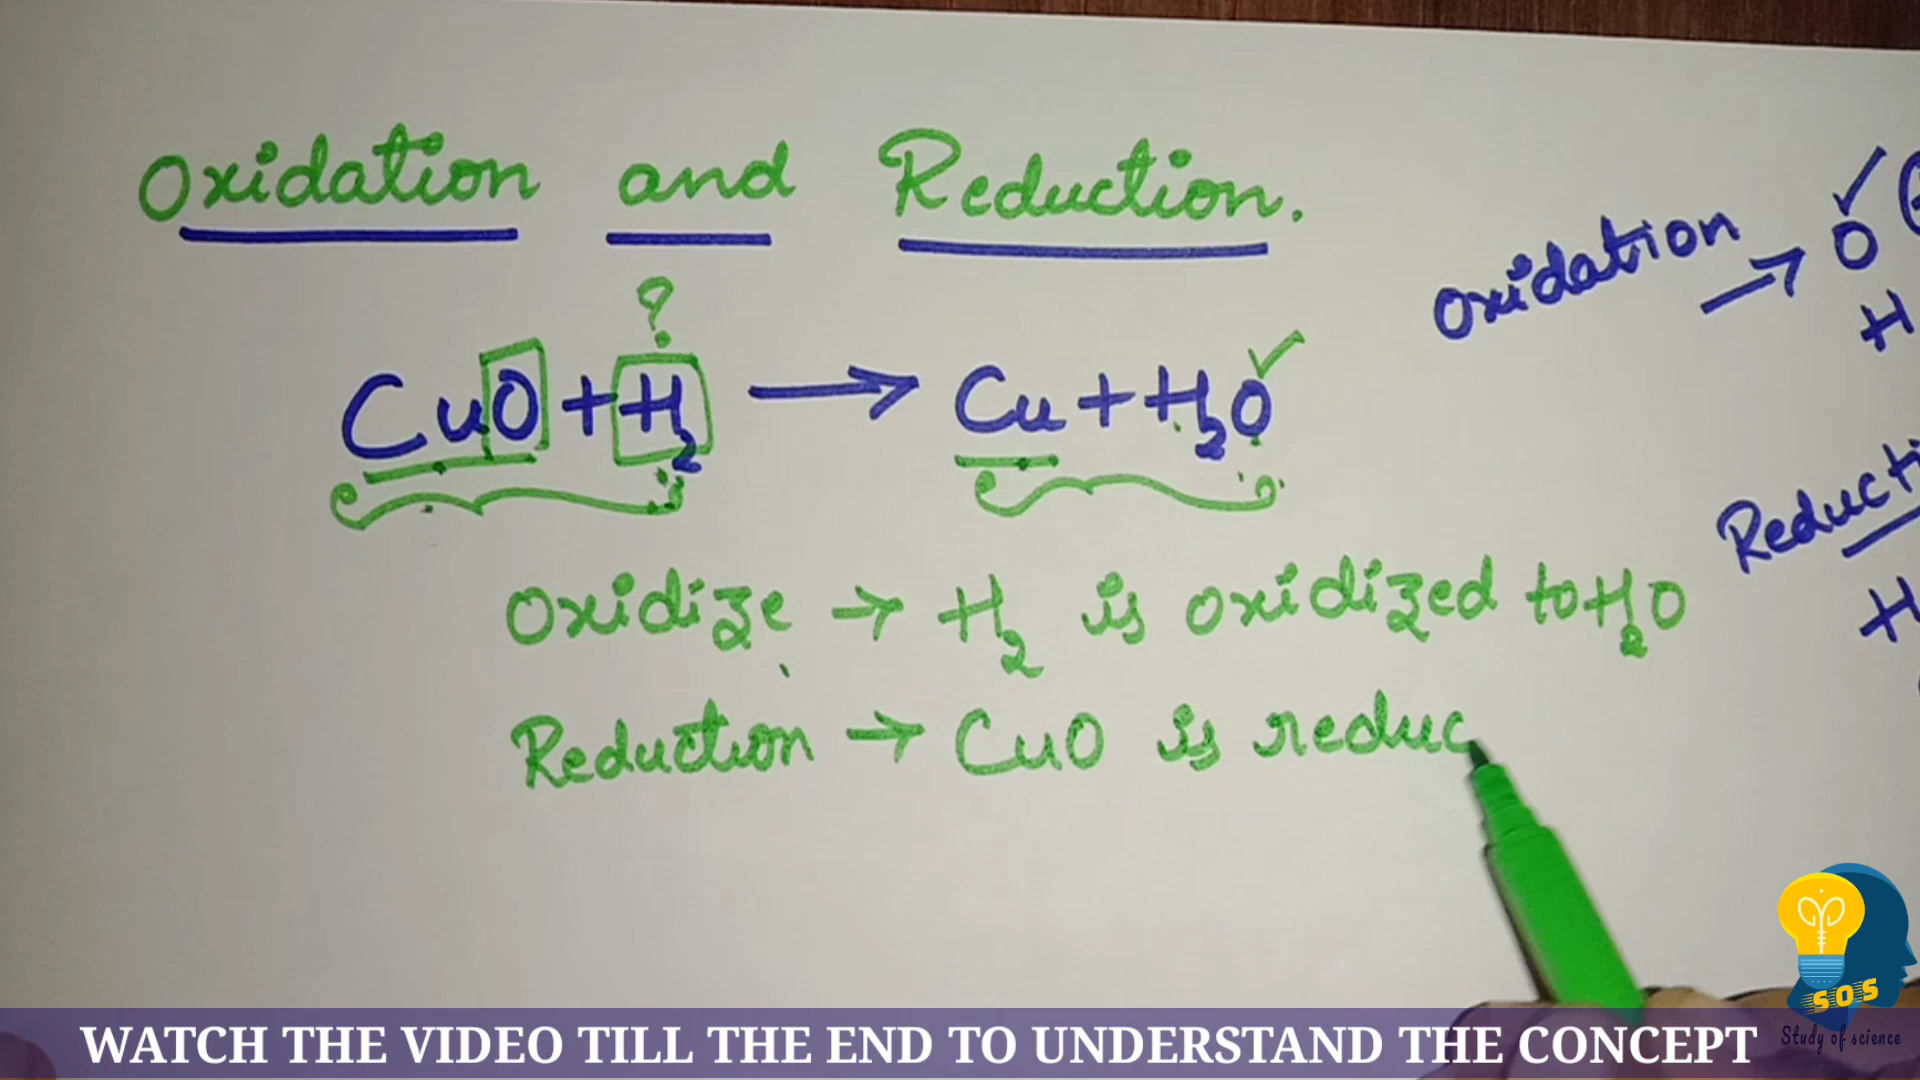 Oxidation and Reduction.
?
CuO + H2 → Cu + H2O ✓
Oxidize → H2 is oxidized to H2O
Reduction → CuO is reduc
Oxidation → O ✓
H
Reducti
H
WATCH THE VIDEO TILL THE END TO UNDERSTAND THE CONCEPT
SOS
Study of science